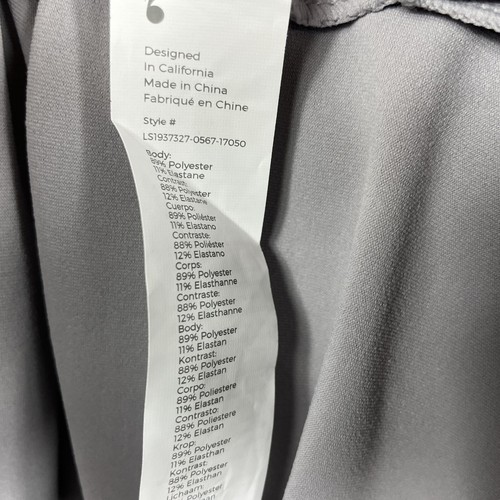 Designed
In California
Made in China
Fabriqué en Chine
Style #
LS1937327-0567-17050
Body:
89% Polyester
11% Elastane
Contrast:
88% Polyester
12% Elastane
Cuerpo:
89% Poliéster
11% Elastano
Contraste:
88% Poliéster
12% Elastano
Corps:
89% Polyester
11% Elasthanne
Contraste:
88% Polyester
12% Elasthanne
Body:
89% Polyester
11% Elastan
Kontrast:
88% Polyester
12% Elastan
Corpo:
89% Poliestere
11% Elastan
Contrasto:
88% Poliestere
12% Elastan
Krop:
89% Polyester
11% Elasthan
Kontrast:
88% Polyester
12% Elasthan
Lichaam:
Polyester